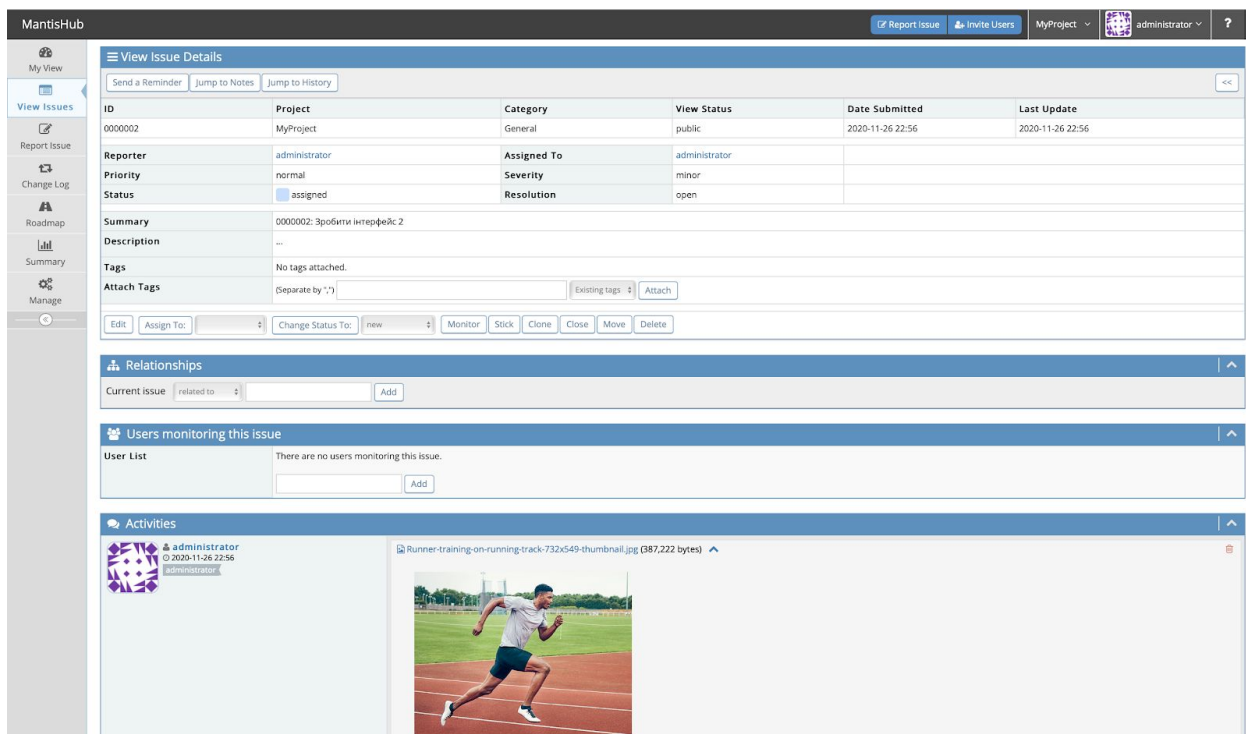 MantisHub
Report Issue
Invite Users
MyProject
administrator
?
My View
View Issues
Report Issue
Change Log
Roadmap
Summary
Manage
View Issue Details
Send a Reminder Jump to Notes Jump to History <<
ID Project Category View Status Date Submitted Last Update
0000002 MyProject General public 2020-11-26 22:56 2020-11-26 22:56
Reporter administrator Assigned To administrator
Priority normal Severity minor
Status assigned Resolution open
Summary 0000002: Зробити інтерфейс 2
Description ...
Tags No tags attached.
Attach Tags (Separate by ",") Existing tags Attach
Edit Assign To: Change Status To: new Monitor Stick Clone Close Move Delete
Relationships
Current issue related to Add
Users monitoring this issue
User List There are no users monitoring this issue.
Add
Activities
administrator
2020-11-26 22:56
administrator
Runner-training-on-running-track-732x549-thumbnail.jpg (387,222 bytes)